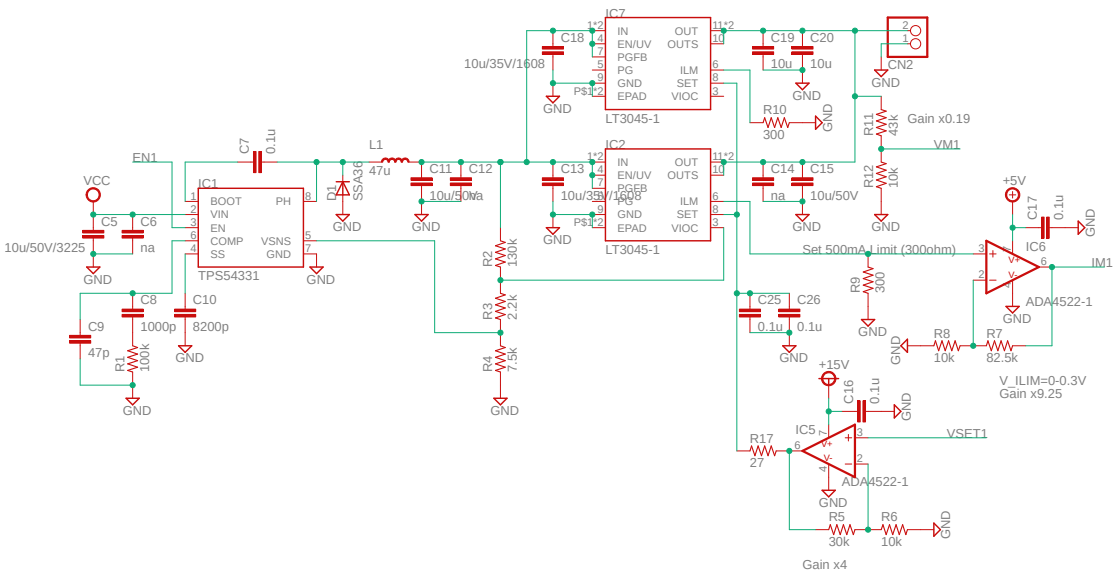 IC7
1*2 IN OUT 11*2
4 EN/UV OUTS 10
7 PGFB
5 PG ILM 6
9 GND SET 8
P$1*2 EPAD VIOC 3
LT3045-1
C18
10u/35V/1608
GND
C19
10u
C20
10u
GND
2
1
CN2
GND
R10
300
GND
R11
43k
Gain x0.19
VM1
R12
10k
GND
EN1
C7
0.1u
L1
47u
D1
SSA36
GND
VCC
IC1
1 BOOT PH 8
2 VIN
3 EN
6 COMP VSNS 5
4 SS GND 7
TPS54331
GND
C5
10u/50V/3225
C6
na
GND
C11
10u/50V
C12
na
GND
C13
10u/35V/1608
GND
IC2
1*2 IN OUT 11*2
4 EN/UV OUTS 10
7 PGFB
5 PG ILM 6
9 GND SET 8
P$1*2 EPAD VIOC 3
LT3045-1
C14
na
C15
10u/50V
GND
R2
130k
R3
2.2k
R4
7.5k
GND
C9
47p
C8
1000p
R1
100k
GND
C10
8200p
GND
Set 500mA Limit (300ohm)
R9
300
GND
+5V
C17
0.1u
GND
IC6
3
2
7
V+
V-
4
6
IM1
ADA4522-1
GND
GND
R8
10k
R7
82.5k
V_ILIM=0-0.3V
Gain x9.25
C25
0.1u
C26
0.1u
GND
+15V
C16
0.1u
GND
IC5
7
V+
V-
4
6
3
2
VSET1
ADA4522-1
GND
R17
27
R5
30k
R6
10k
GND
Gain x4